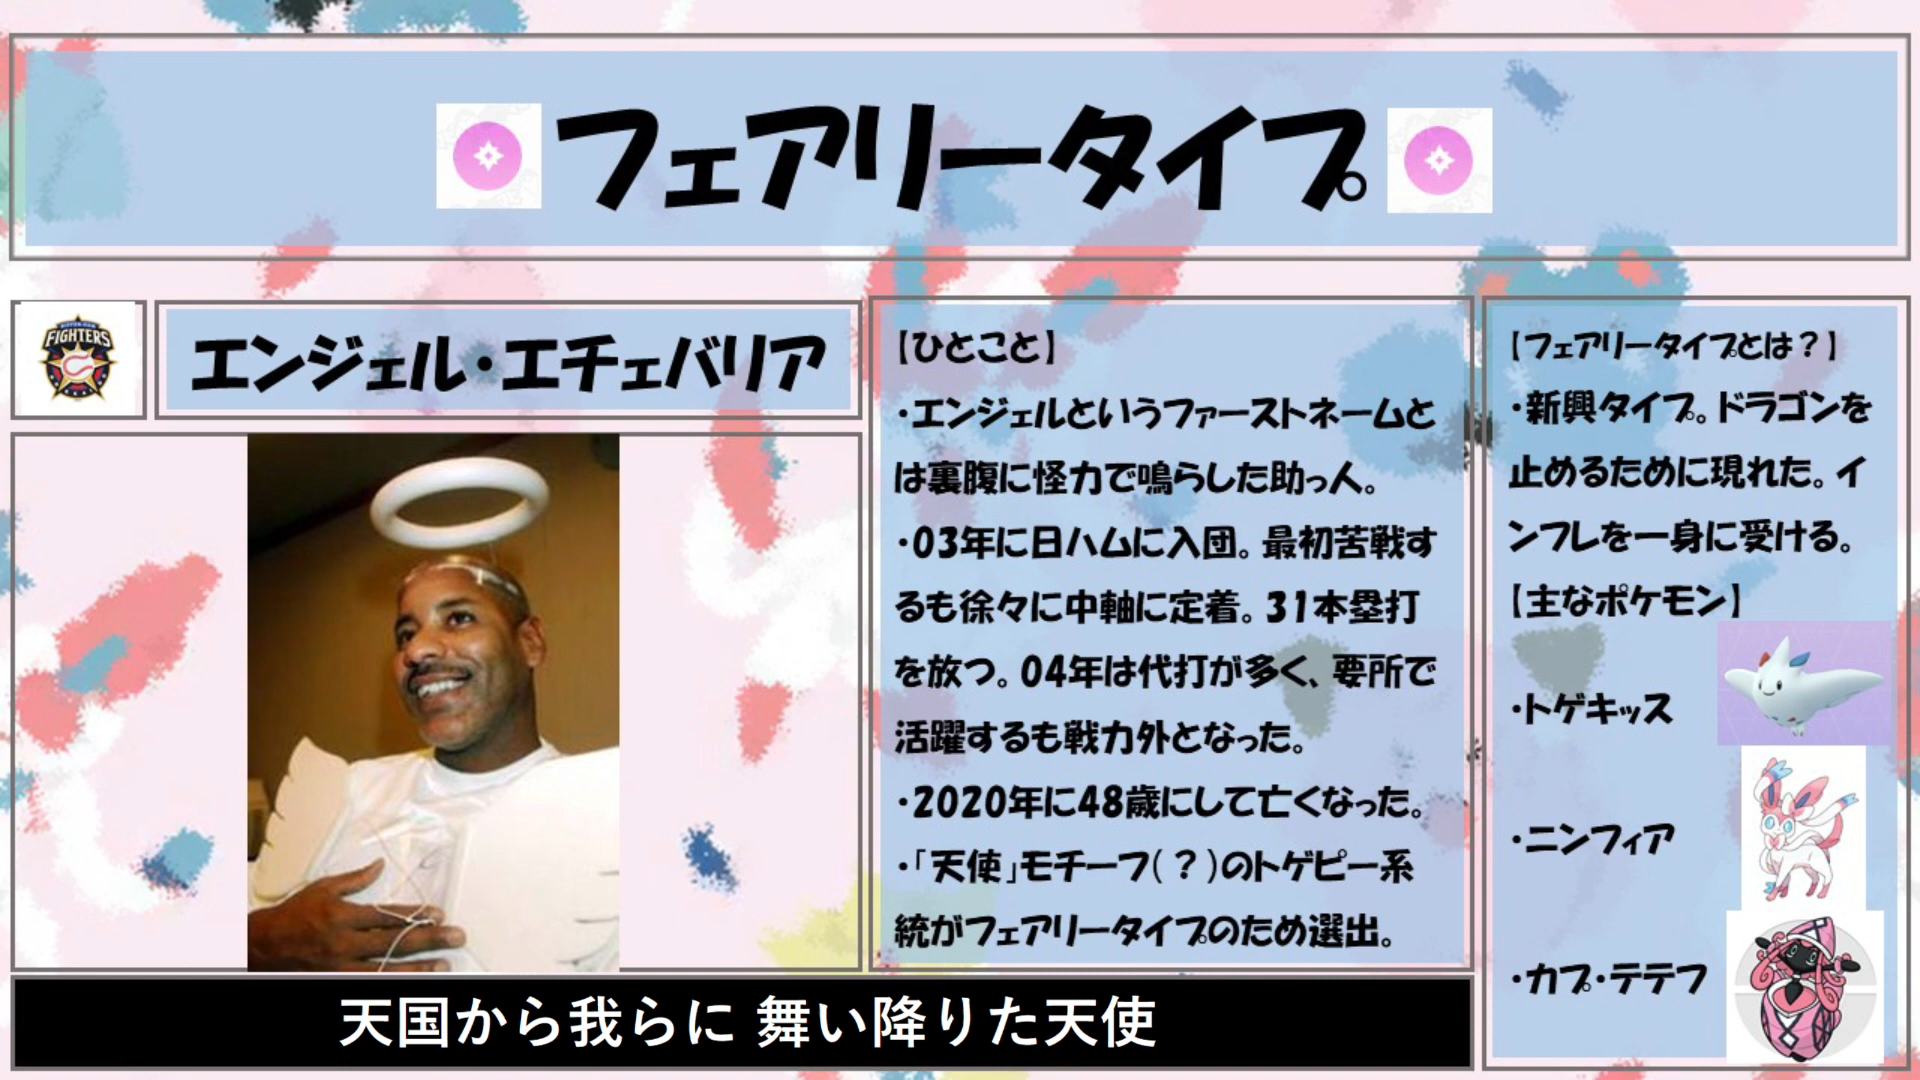 フェアリータイプ
FIGHTERS
エンジェル・エチェバリア
【ひとこと】
・エンジェルというファーストネームと
は裏腹に怪力で鳴らした助っ人。
・03年に日ハムに入団。最初苦戦す
るも徐々に中軸に定着。31本塁打
を放つ。04年は代打が多く、要所で
活躍するも戦力外となった。
・2020年に48歳にして亡くなった。
・「天使」モチーフ(？)のトゲピー系
統がフェアリータイプのため選出。
【フェアリータイプとは？】
・新興タイプ。ドラゴンを
止めるために現れた。イ
ンフレを一身に受ける。
【主なポケモン】
・トゲキッス
・ニンフィア
・カプ・テテフ
天国から我らに 舞い降りた天使